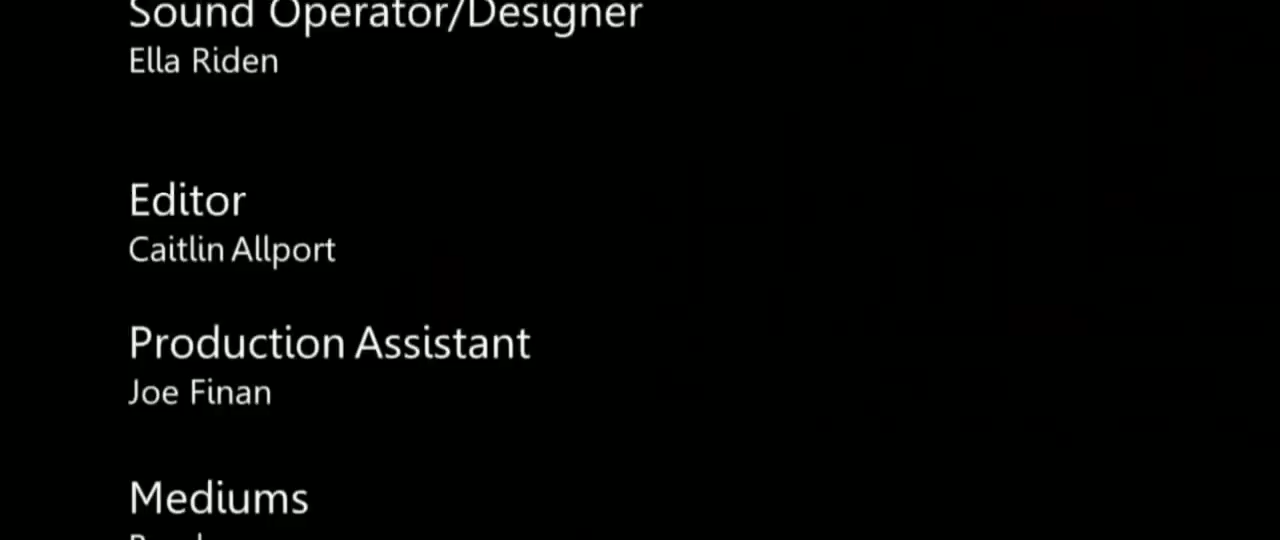 Sound Operator/Designer
Ella Riden
Editor
Caitlin Allport
Production Assistant
Joe Finan
Mediums